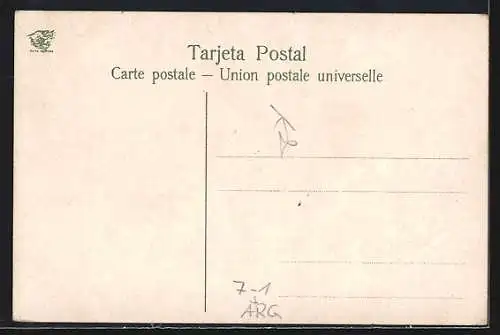 Tarjeta Postal
Carte postale — Union postale universelle
7-1
ARG